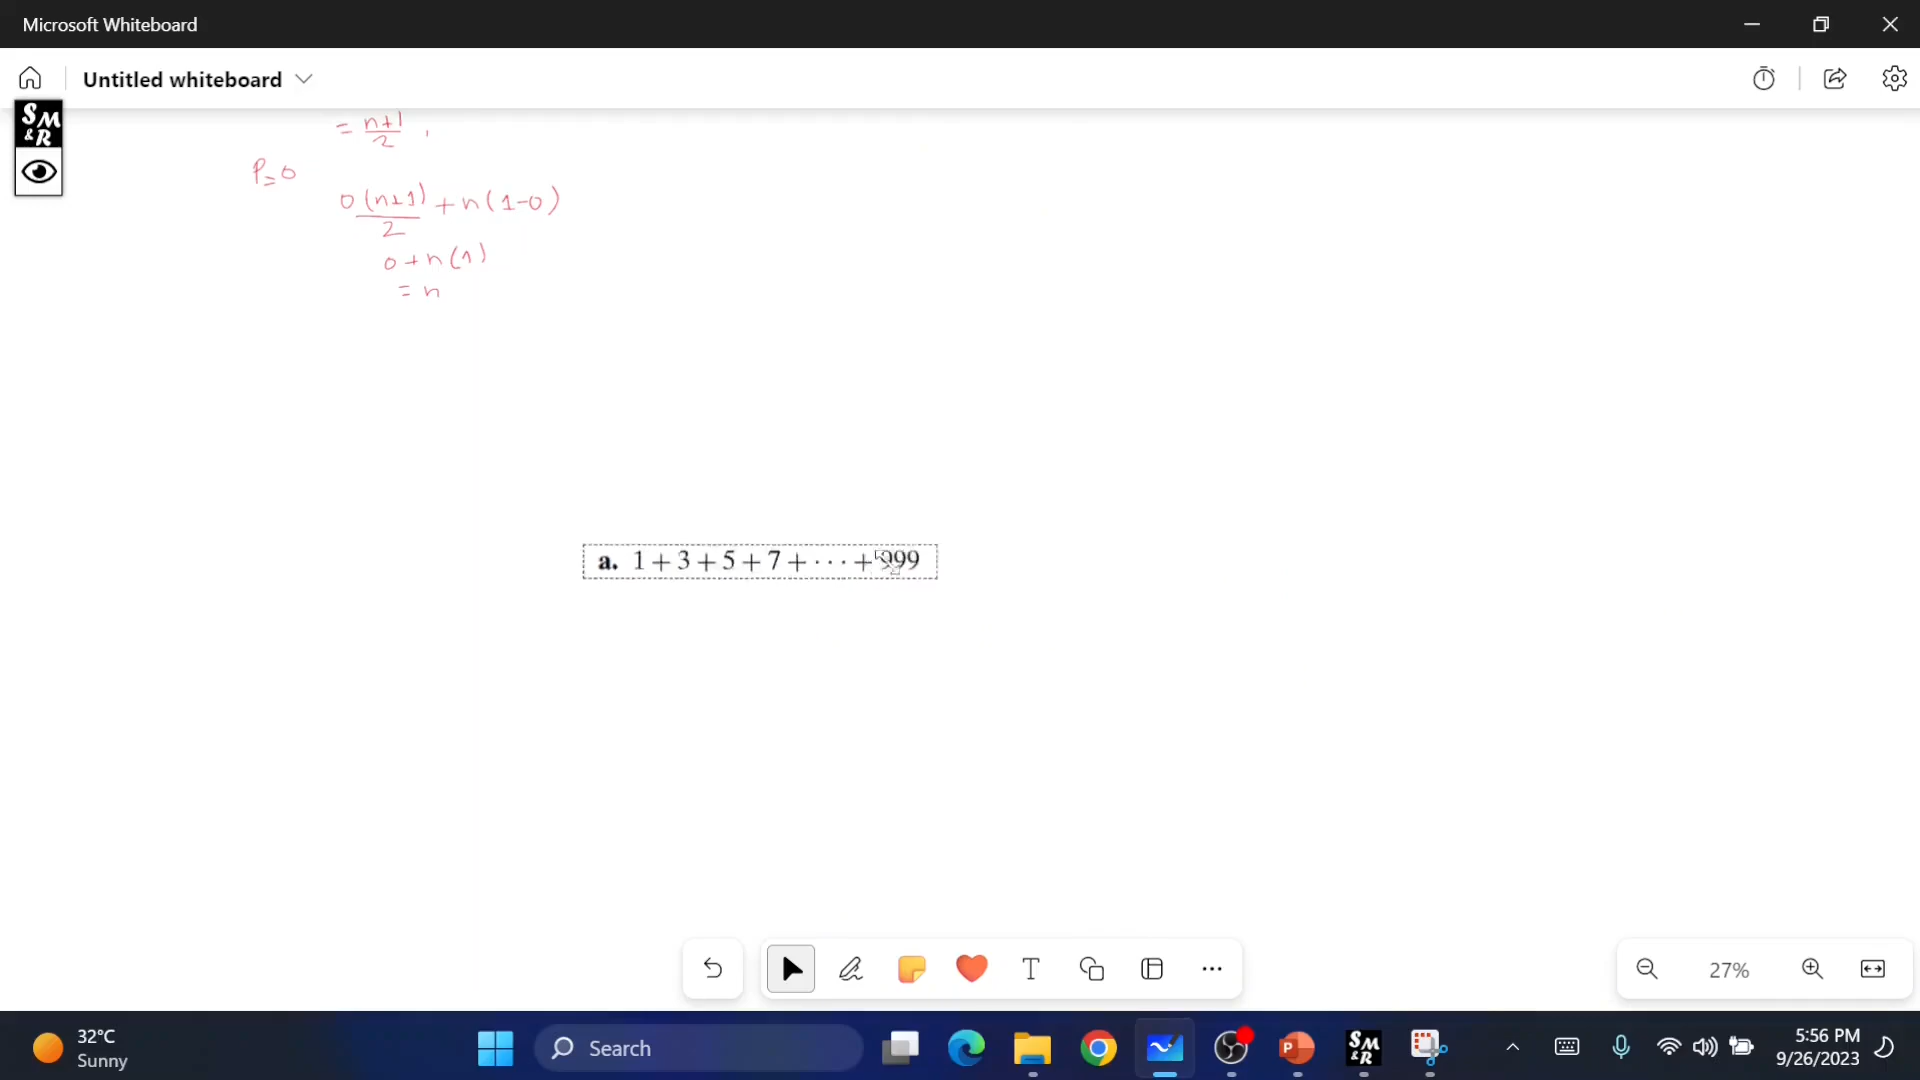 Microsoft Whiteboard
Untitled whiteboard
S M & R
= n+1/2 ,
P=0
0(n+1)/2 + n(1-0)
0+n(1)
= n
a. 1 + 3 + 5 + 7 + · · · + 999
27%
32°C
Sunny
Search
S M & R
5:56 PM
9/26/2023